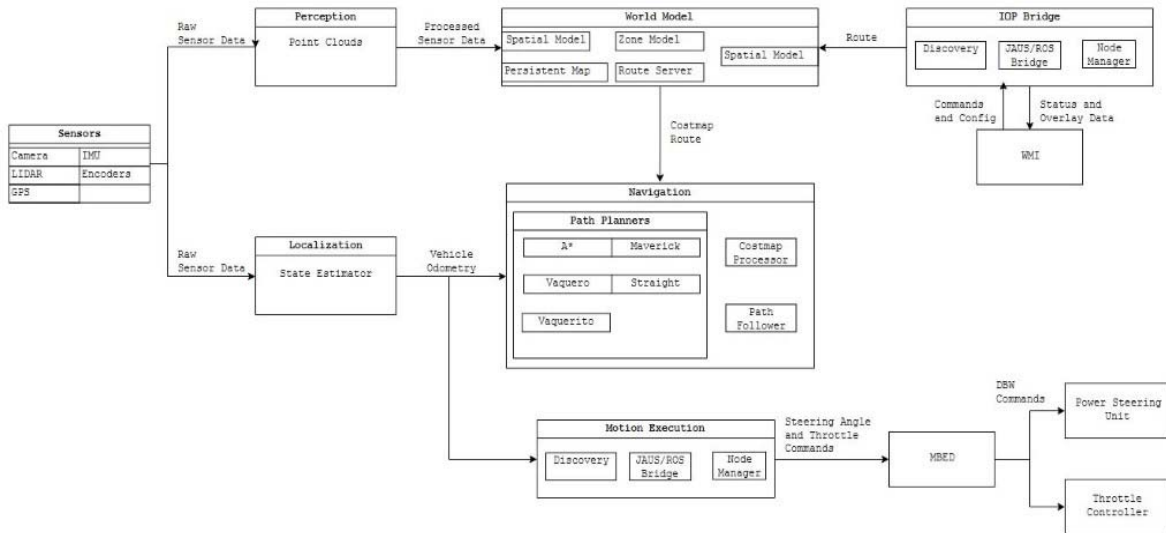 Perception
Point Clouds
Raw
Sensor Data
Processed
Sensor Data
World Model
Spatial Model
Zone Model
Spatial Model
Persistent Map
Route Server
Route
IOP Bridge
Discovery
JAUS/ROS
Bridge
Node
Manager
Commands
and Config
Status and
Overlay Data
WMI
Sensors
Camera
IMU
LIDAR
Encoders
GPS
Costmap
Route
Raw
Sensor Data
Localization
State Estimator
Vehicle
Odometry
Navigation
Path Planners
A*
Maverick
Vaquero
Straight
Vaquerito
Costmap
Processor
Path
Follower
Motion Execution
Discovery
JAUS/ROS
Bridge
Node
Manager
Steering Angle
and Throttle
Commands
MBED
DBW
Commands
Power Steering
Unit
Throttle
Controller